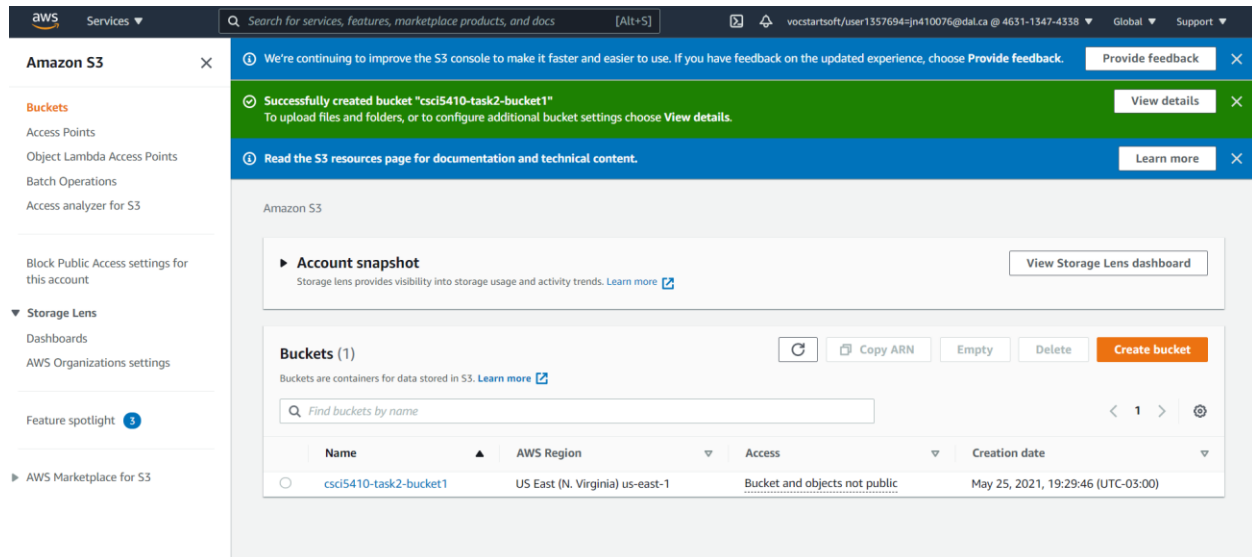 aws Services ▼ Search for services, features, marketplace products, and docs [Alt+S] vocstartsoft/user1357694=jn410076@dal.ca @ 4631-1347-4338 ▼ Global ▼ Support ▼
Amazon S3
Buckets
Access Points
Object Lambda Access Points
Batch Operations
Access analyzer for S3
Block Public Access settings for
this account
Storage Lens
Dashboards
AWS Organizations settings
Feature spotlight 3
AWS Marketplace for S3
We're continuing to improve the S3 console to make it faster and easier to use. If you have feedback on the updated experience, choose Provide feedback. Provide feedback
Successfully created bucket "csci5410-task2-bucket1" View details
To upload files and folders, or to configure additional bucket settings choose View details.
Read the S3 resources page for documentation and technical content. Learn more
Amazon S3
Account snapshot View Storage Lens dashboard
Storage lens provides visibility into storage usage and activity trends. Learn more
Buckets (1) Copy ARN Empty Delete Create bucket
Buckets are containers for data stored in S3. Learn more
Find buckets by name 1
Name AWS Region Access Creation date
csci5410-task2-bucket1 US East (N. Virginia) us-east-1 Bucket and objects not public May 25, 2021, 19:29:46 (UTC-03:00)